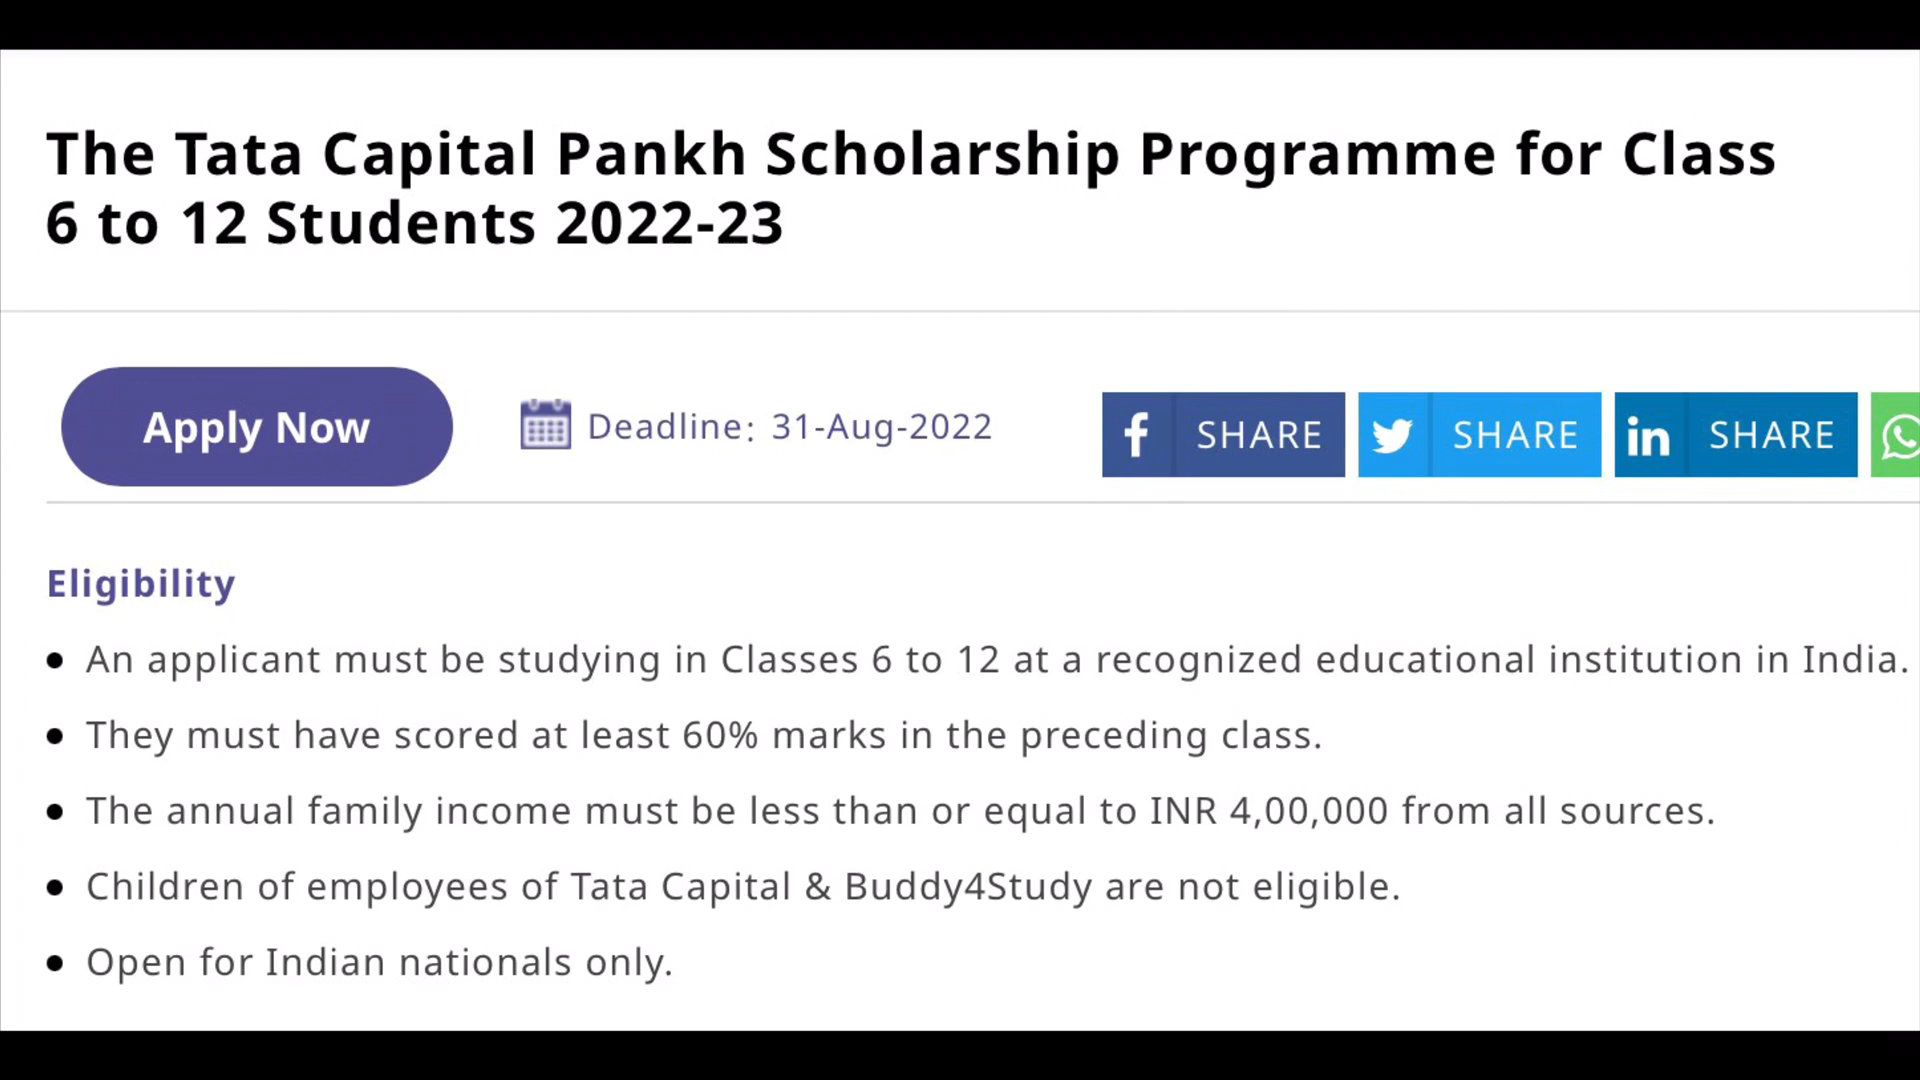 The Tata Capital Pankh Scholarship Programme for Class
6 to 12 Students 2022-23
Apply Now
Deadline: 31-Aug-2022
f SHARE
SHARE
in SHARE
Eligibility
• An applicant must be studying in Classes 6 to 12 at a recognized educational institution in India.
• They must have scored at least 60% marks in the preceding class.
• The annual family income must be less than or equal to INR 4,00,000 from all sources.
• Children of employees of Tata Capital & Buddy4Study are not eligible.
• Open for Indian nationals only.